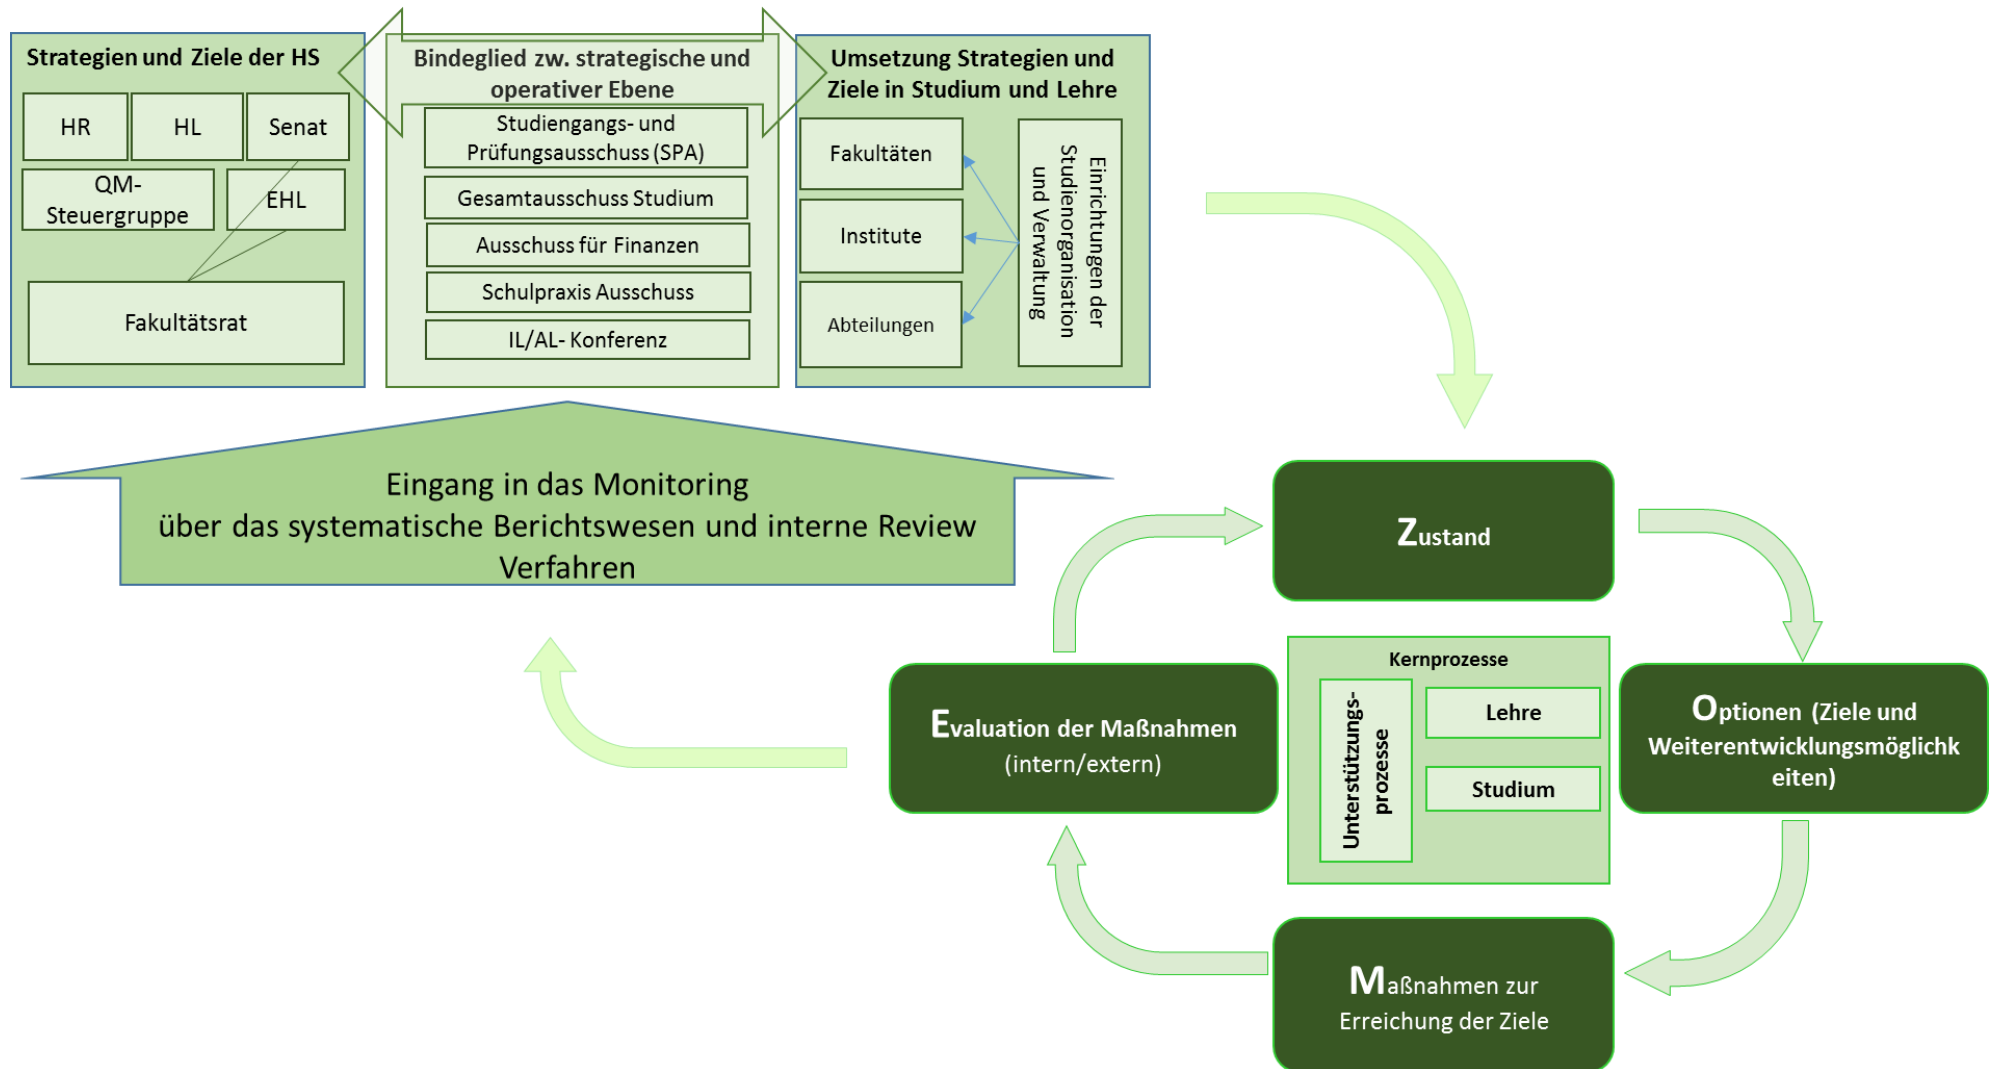 Strategien und Ziele der HS
HR
HL
Senat
QM-
Steuergruppe
EHL
Fakultätsrat
Bindeglied zw. strategische und
operativer Ebene
Studiengangs- und
Prüfungsausschuss (SPA)
Gesamtausschuss Studium
Ausschuss für Finanzen
Schulpraxis Ausschuss
IL/AL- Konferenz
Umsetzung Strategien und
Ziele in Studium und Lehre
Fakultäten
Institute
Abteilungen
Einrichtungen der
Studienorganisation
und Verwaltung
Eingang in das Monitoring
über das systematische Berichtswesen und interne Review
Verfahren
Zustand
Optionen (Ziele und
Weiterentwicklungsmöglichk
eiten)
Maßnahmen zur
Erreichung der Ziele
Evaluation der Maßnahmen
(intern/extern)
Kernprozesse
Unterstützungs-
prozesse
Lehre
Studium